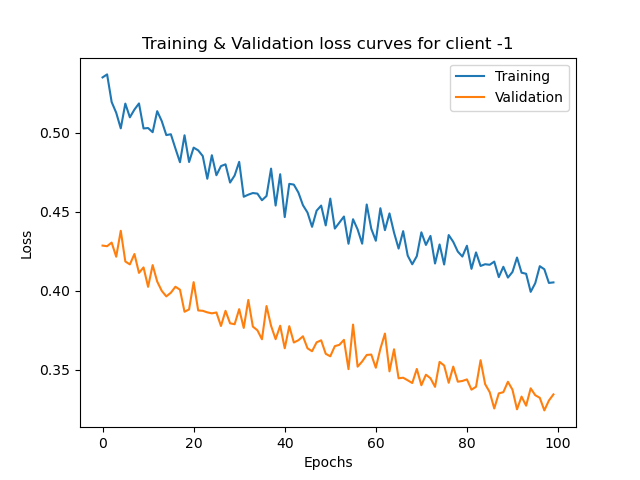 Training & Validation loss curves for client -1
Training
Validation
0.50
0.45
0.40
0.35
Loss
0
20
40
60
80
100
Epochs